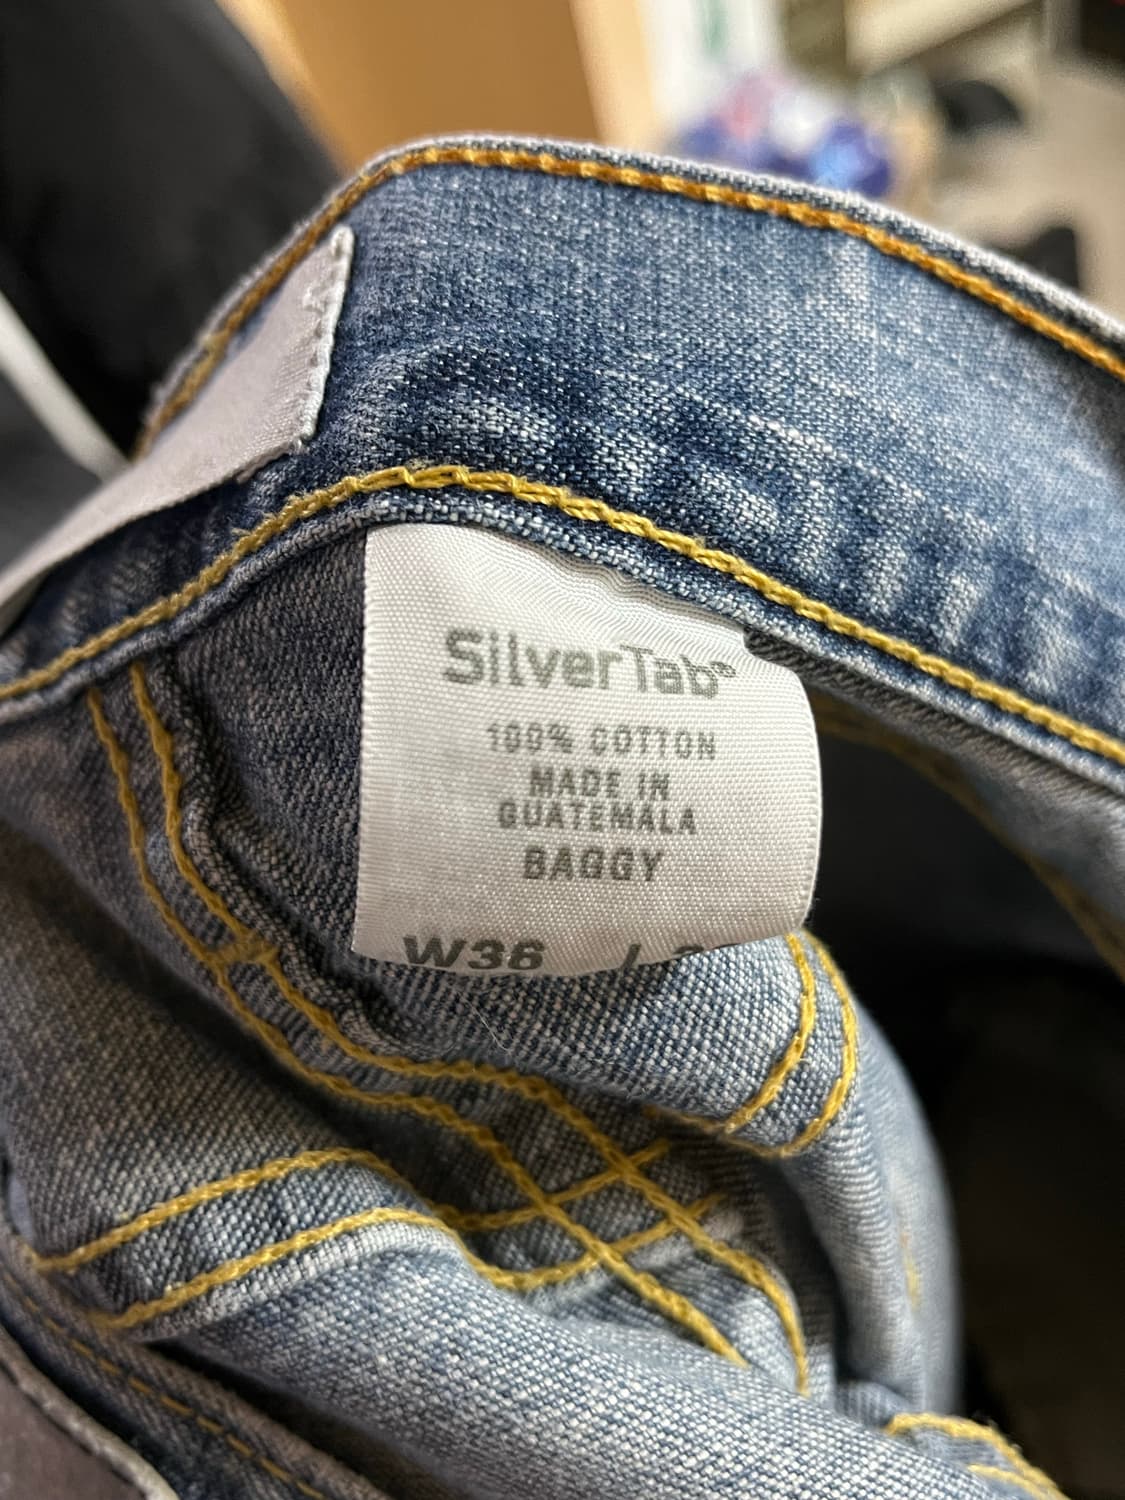 SilverTab®
100% COTTON
MADE IN
GUATEMALA
BAGGY
W36 L